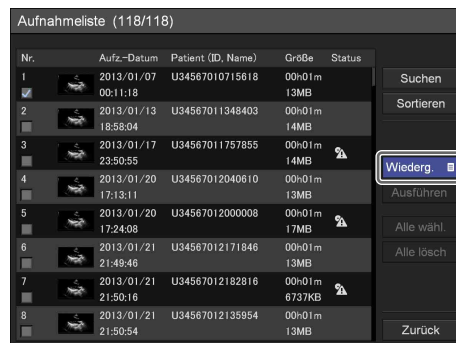 Aufnahmeliste (118/118)
Nr. Aufz.-Datum Patient (ID, Name) Größe Status
1 2013/01/07 U34567010715618 00h01m
00:11:18 13MB
2 2013/01/13 U34567011348403 00h01m
18:58:04 14MB
3 2013/01/17 U34567011757855 00h01m
23:50:55 14MB
4 2013/01/20 U34567012040610 00h01m
17:13:11 13MB
5 2013/01/20 U34567012000008 00h01m
17:24:08 17MB
6 2013/01/21 U34567012171846 00h01m
21:49:46 13MB
7 2013/01/21 U34567012182816 00h01m
21:50:16 6737KB
8 2013/01/21 U34567012135954 00h01m
21:50:54 13MB
Suchen
Sortieren
Wiederg.
Ausführen
Alle wähl.
Alle lösch
Zurück